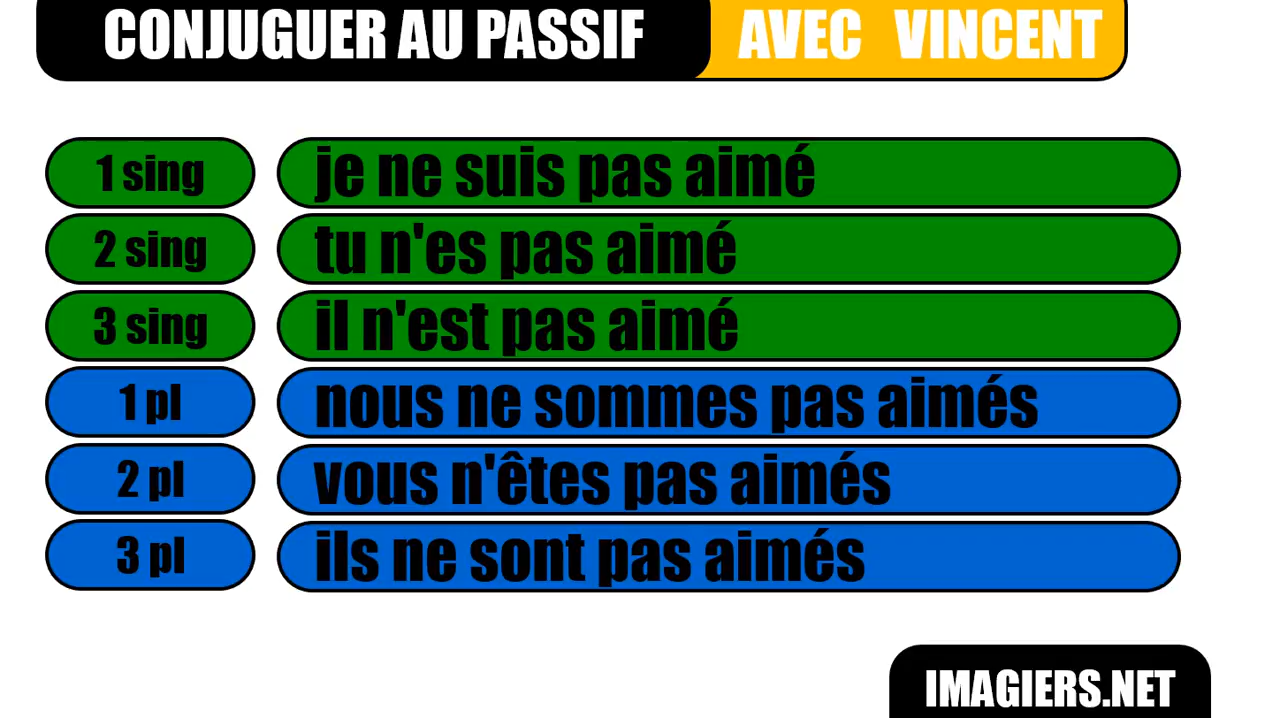 CONJUGUER AU PASSIF AVEC VINCENT
1 sing je ne suis pas aimé
2 sing tu n'es pas aimé
3 sing il n'est pas aimé
1 pl nous ne sommes pas aimés
2 pl vous n'êtes pas aimés
3 pl ils ne sont pas aimés
IMAGIERS.NET